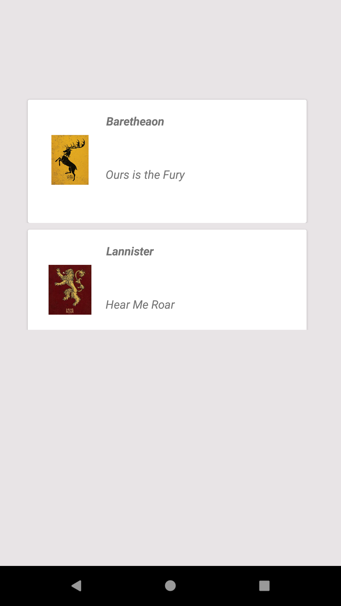 Baretheaon
Ours is the Fury
Lannister
Hear Me Roar